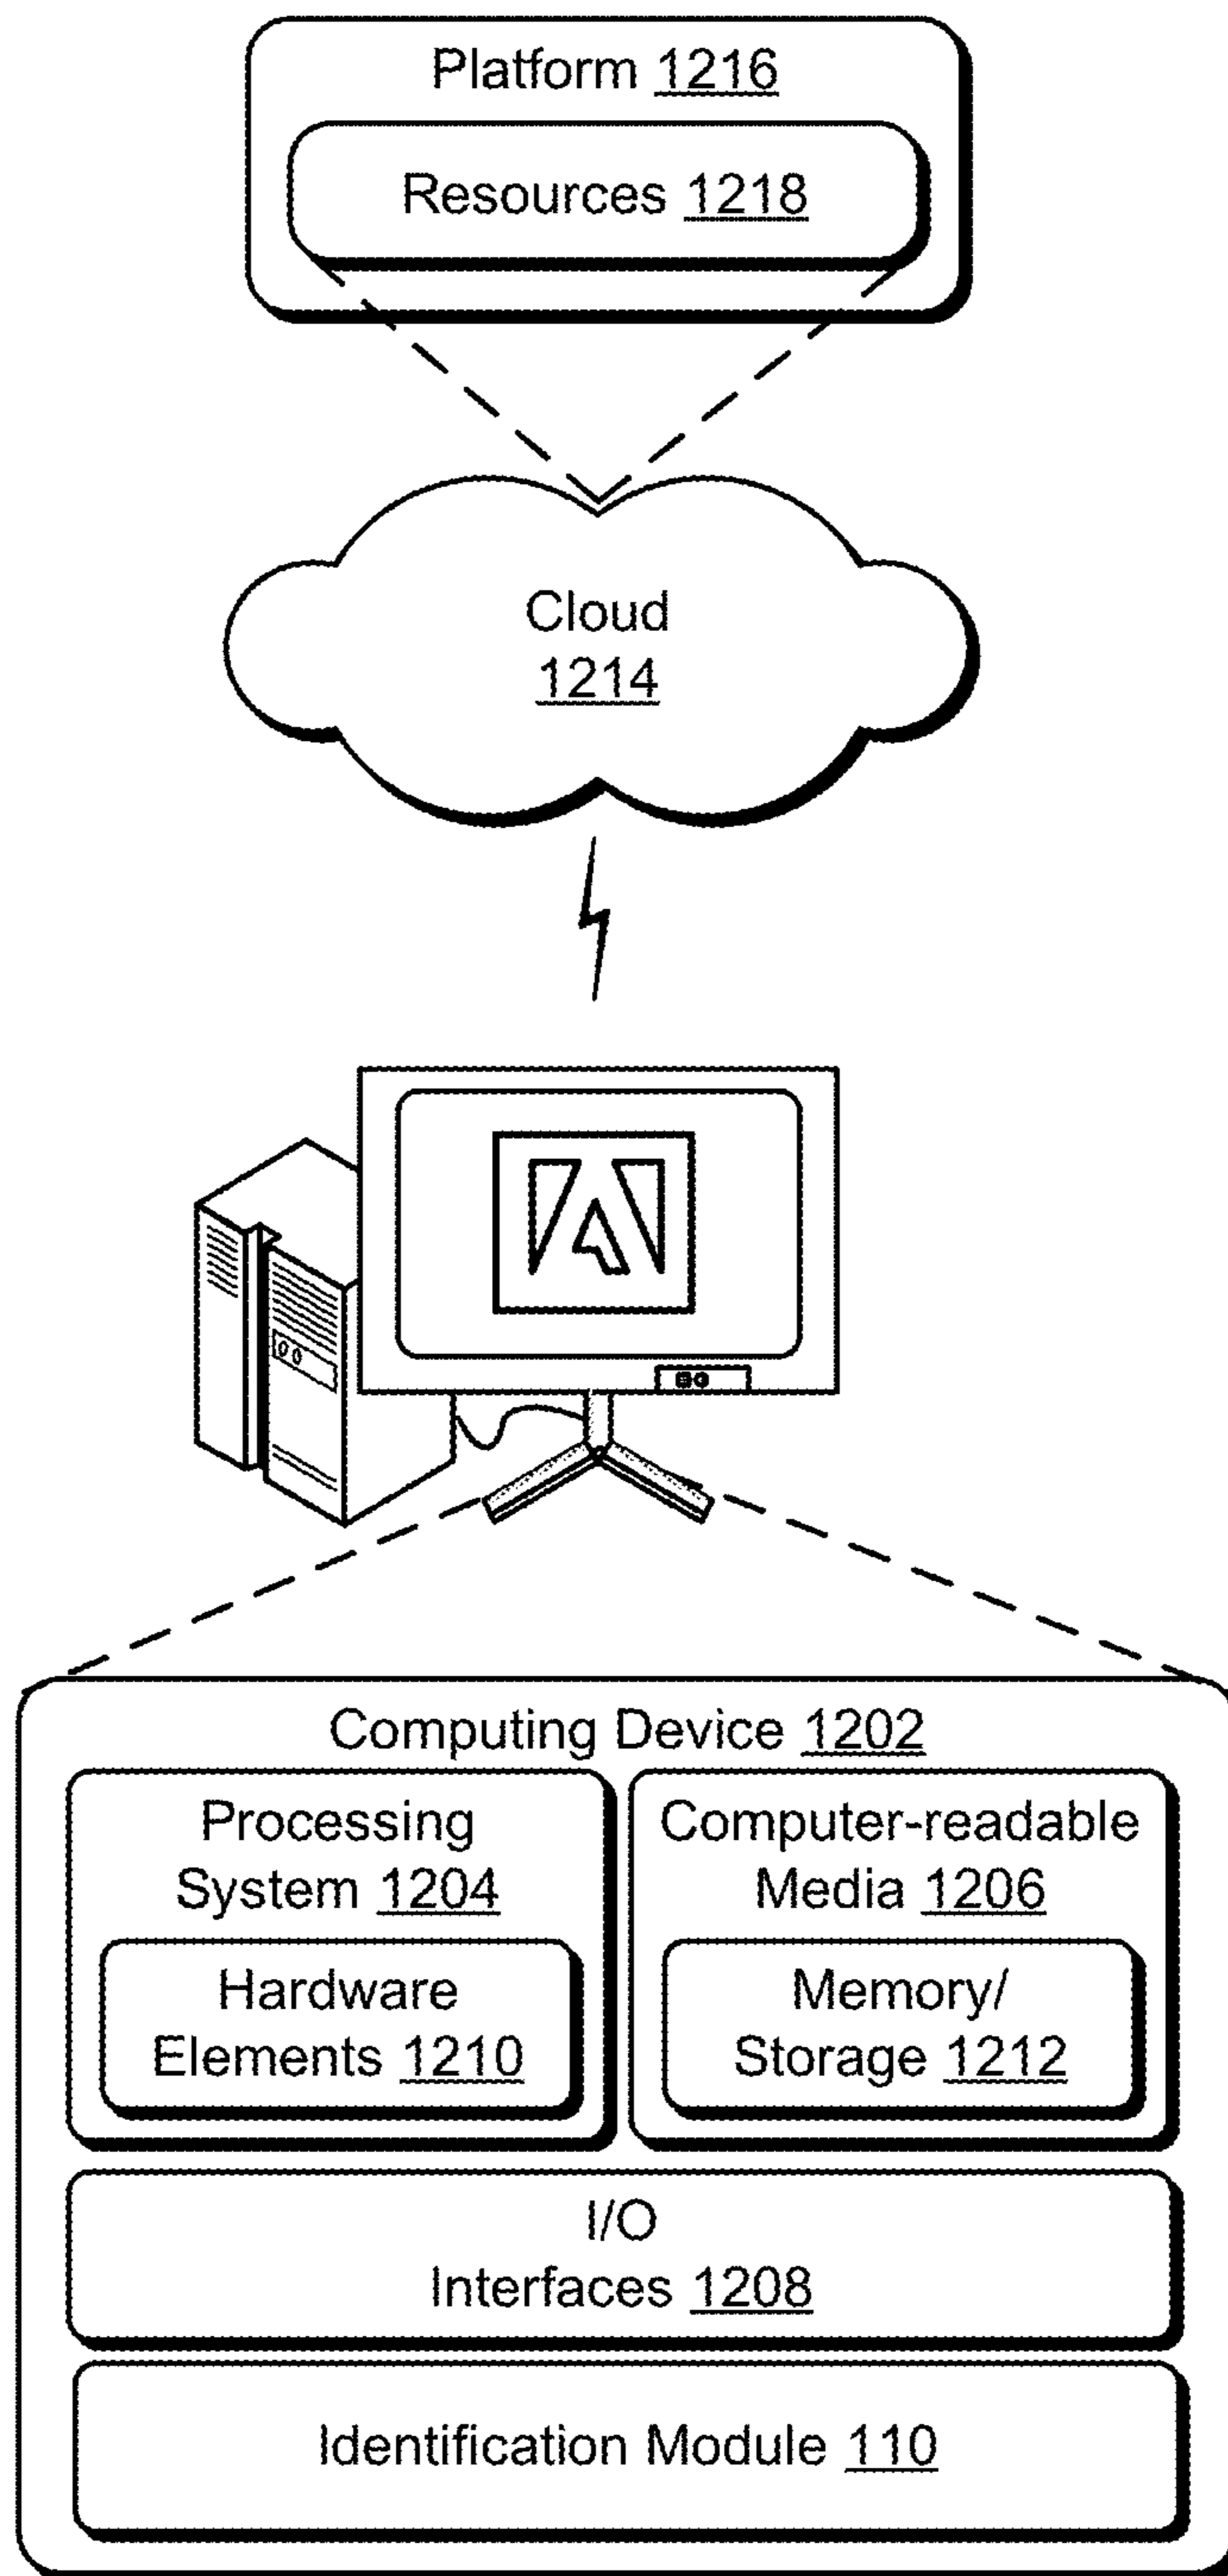 Platform 1216
Resources 1218
Cloud
1214
Computing Device 1202
Processing
System 1204
Hardware
Elements 1210
Computer-readable
Media 1206
Memory/
Storage 1212
I/O
Interfaces 1208
Identification Module 110